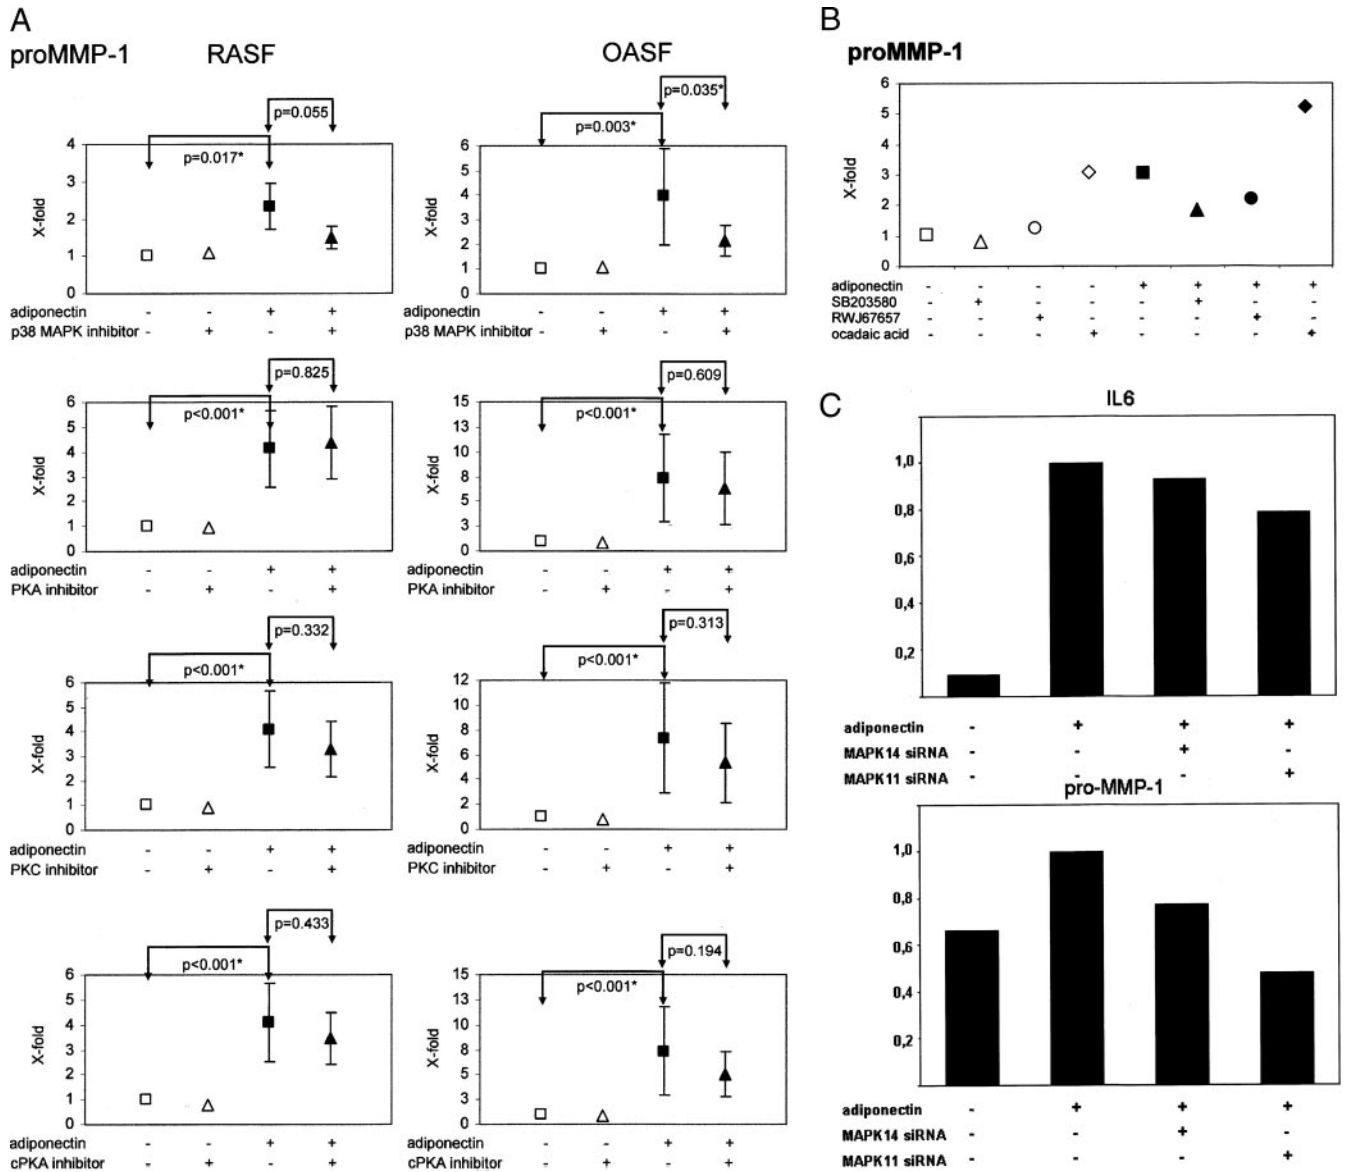 A
proMMP-1 RASF OASF
p=0.055
p=0.017*
4
3
2
1
0
X-fold
adiponectin - - + +
p38 MAPK inhibitor - + - +
p=0.035*
p=0.003*
6
5
4
3
2
1
0
X-fold
adiponectin - - + +
p38 MAPK inhibitor - + - +
p=0.825
p<0.001*
6
5
4
3
2
1
0
X-fold
adiponectin - - + +
PKA inhibitor - + - +
p=0.609
p<0.001*
15
13
10
8
5
3
0
X-fold
adiponectin - - + +
PKA inhibitor - + - +
p=0.332
p<0.001*
6
5
4
3
2
1
0
X-fold
adiponectin - - + +
PKC inhibitor - + - +
p=0.313
p<0.001*
12
10
8
6
4
2
0
X-fold
adiponectin - - + +
PKC inhibitor - + - +
p=0.433
p<0.001*
6
5
4
3
2
1
0
X-fold
adiponectin - - + +
cPKA inhibitor - + - +
p=0.194
p<0.001*
15
13
10
8
5
3
0
X-fold
adiponectin - - + +
cPKA inhibitor - + - +
B
proMMP-1
6
5
4
3
2
1
0
X-fold
adiponectin - - - - + + + +
SB203580 - + - - - + - -
RWJ67657 - - + - - - + -
ocadaic acid - - - + - - - +
C
IL6
1,0
0,8
0,6
0,4
0,2
adiponectin - + + +
MAPK14 siRNA - - + -
MAPK11 siRNA - - - +
pro-MMP-1
1,0
0,8
0,6
0,4
0,2
adiponectin - + + +
MAPK14 siRNA - - + -
MAPK11 siRNA - - - +